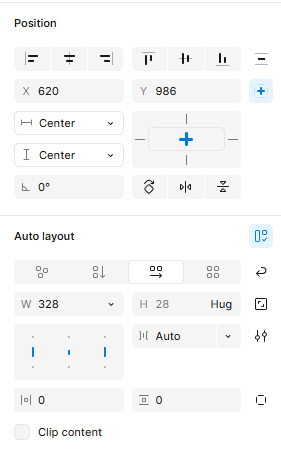 Position
X 620
Y 986
Center
Center
0°
Auto layout
W 328
H 28 Hug
Auto
0
0
Clip content